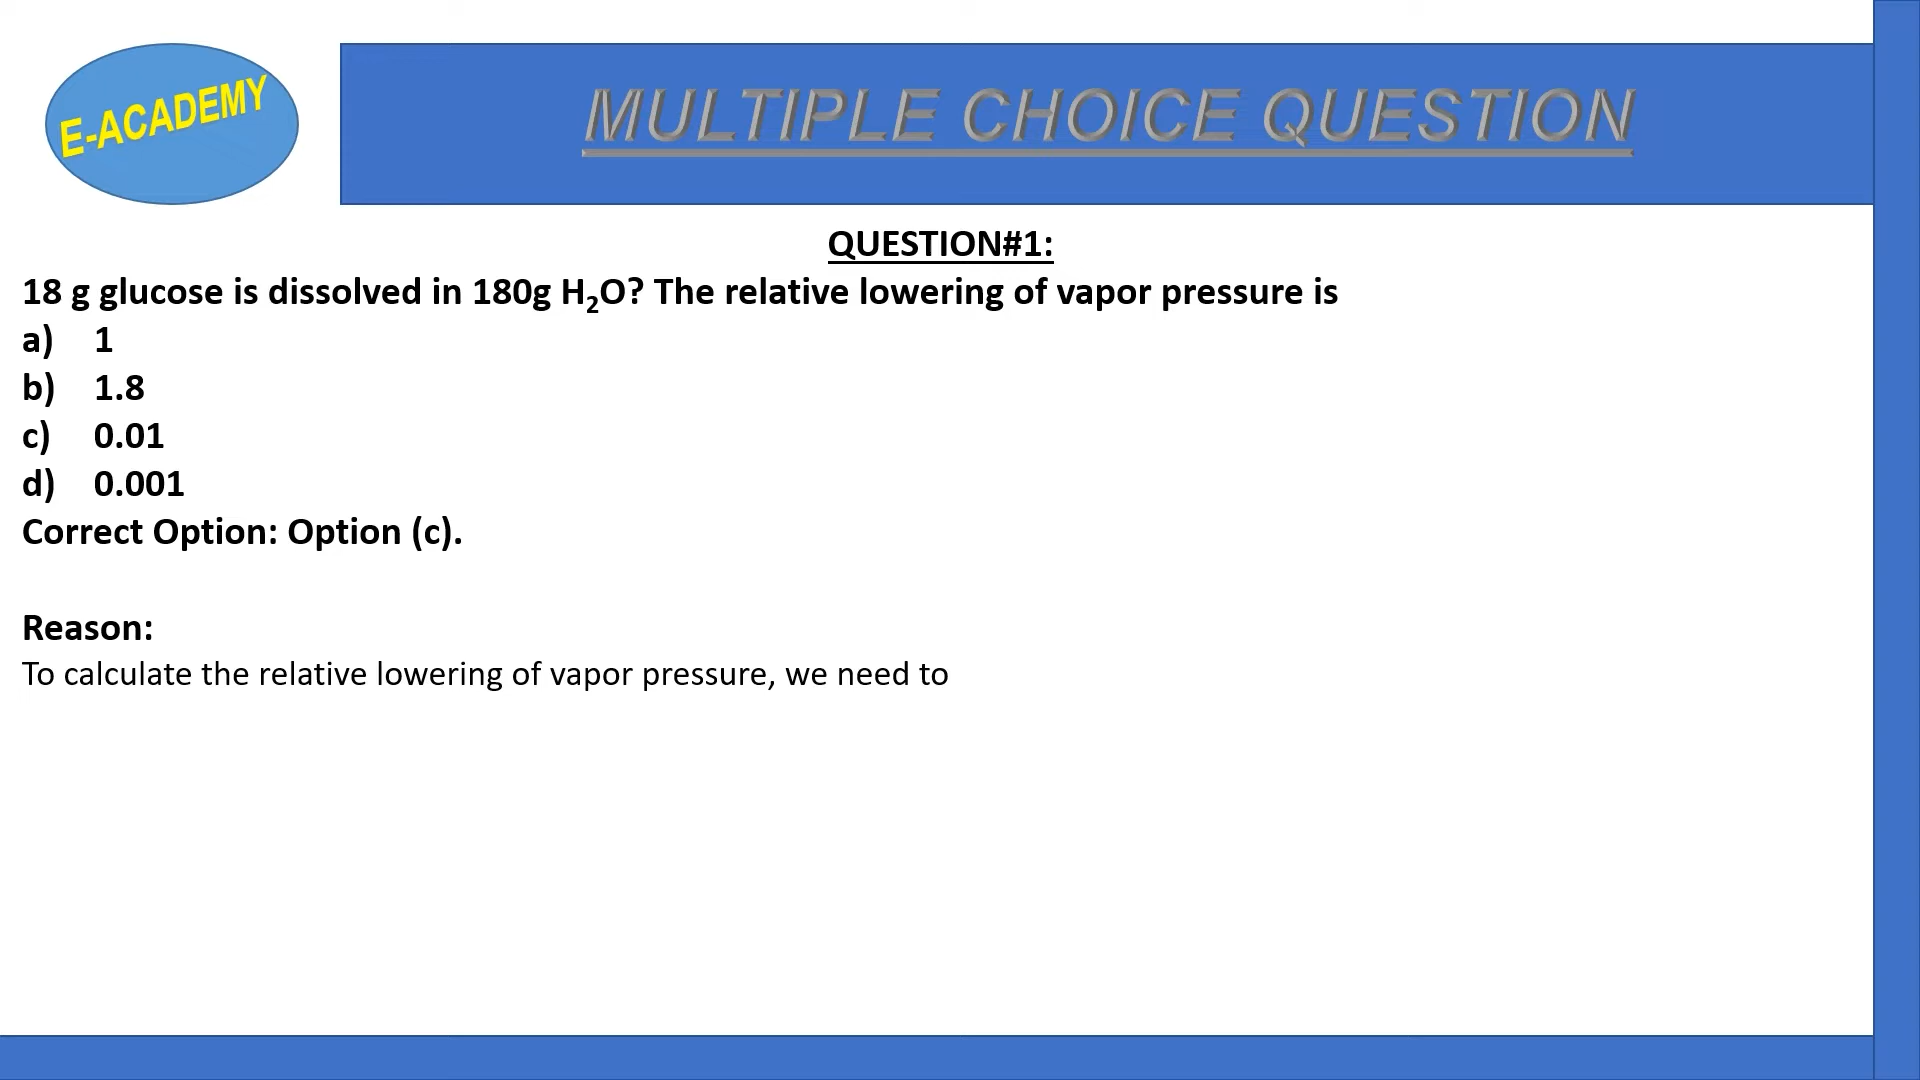 E-ACADEMY
MULTIPLE CHOICE QUESTION
QUESTION#1:
18 g glucose is dissolved in 180g H₂O? The relative lowering of vapor pressure is
a) 1
b) 1.8
c) 0.01
d) 0.001
Correct Option: Option (c).
Reason:
To calculate the relative lowering of vapor pressure, we need to